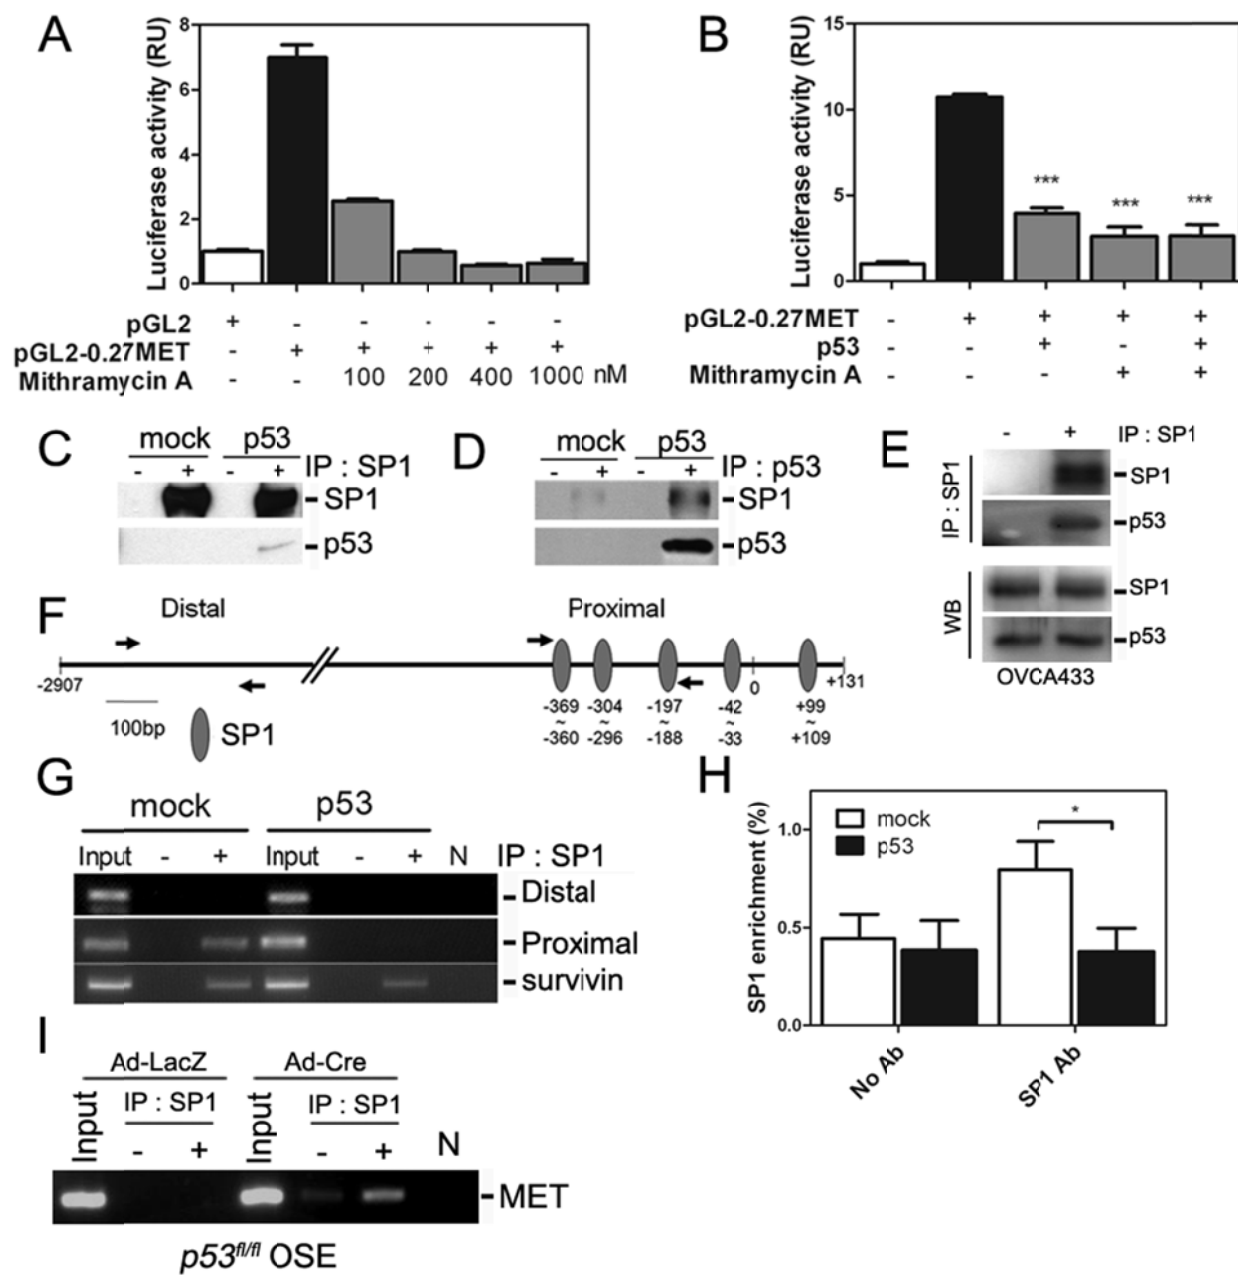 A
Luciferase activity (RU)
8
6
4
2
0
pGL2 + - - - - -
pGL2-0.27MET - + + + + +
Mithramycin A - - 100 200 400 1000 nM
B
Luciferase activity (RU)
15
10
5
0
*** *** ***
pGL2-0.27MET - + + + +
p53 - - + - +
Mithramycin A - - - + +
C
mock p53
- + - + IP : SP1
SP1
p53
D
mock p53
- + - + IP : p53
SP1
p53
E
- + IP : SP1
IP : SP1
SP1
p53
WB
SP1
p53
OVCA433
F
Distal Proximal
-2907 0 +131
100bp
SP1
-369 -304 -197 -42 +99
~ ~ ~ ~ ~
-360 -296 -188 -33 +109
G
mock p53
Input - + Input - + N IP : SP1
Distal
Proximal
survivin
H
SP1 enrichment (%)
1.0
0.5
0.0
mock
p53
*
No Ab SP1 Ab
I
Ad-LacZ Ad-Cre
IP : SP1 IP : SP1
Input - + Input - + N
MET
p53fl/fl OSE